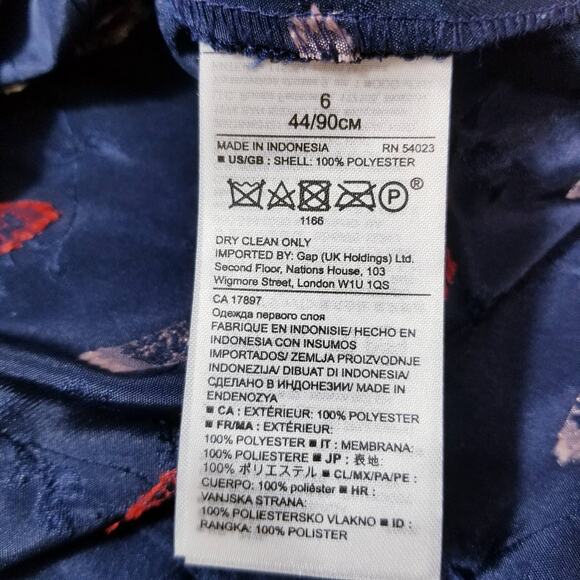 6
44/90CM
MADE IN INDONESIA RN 54023
■ US/GB : SHELL: 100% POLYESTER
P ®
1166
DRY CLEAN ONLY
IMPORTED BY: Gap (UK Holdings) Ltd.
Second Floor, Nations House, 103
Wigmore Street, London W1U 1QS
CA 17897
Одежда первого слоя
FABRIQUE EN INDONISIE/ HECHO EN
INDONESIA CON INSUMOS
IMPORTADOS/ ZEMLJA PROIZVODNJE
INDONEZIJA/ DIBUAT DI INDONESIA/
СДЕЛАНО В ИНДОНЕЗИИ/ MADE IN
ENDENOZYA
■ CA : EXTÉRIEUR: 100% POLYESTER
■ FR/MA : EXTÉRIEUR:
100% POLYESTER ■ IT : MEMBRANA:
100% POLIESTERE ■ JP : 表地:
100% ポリエステル ■ CL/MX/PA/PE :
CUERPO: 100% poliéster ■ HR :
VANJSKA STRANA:
100% POLIESTERSKO VLAKNO ■ ID :
RANGKA: 100% POLISTER